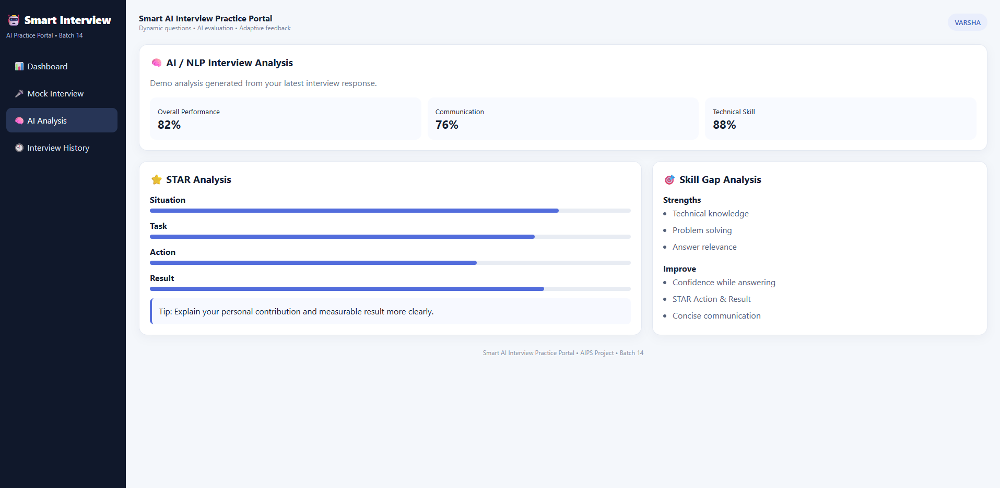 Smart Interview
AI Practice Portal • Batch 14
Dashboard
Mock Interview
AI Analysis
Interview History
Smart AI Interview Practice Portal
Dynamic questions • AI evaluation • Adaptive feedback
VARSHA
AI / NLP Interview Analysis
Demo analysis generated from your latest interview response.
Overall Performance
82%
Communication
76%
Technical Skill
88%
STAR Analysis
Situation
Task
Action
Result
Tip: Explain your personal contribution and measurable result more clearly.
Skill Gap Analysis
Strengths
• Technical knowledge
• Problem solving
• Answer relevance
Improve
• Confidence while answering
• STAR Action & Result
• Concise communication
Smart AI Interview Practice Portal • AIPS Project • Batch 14